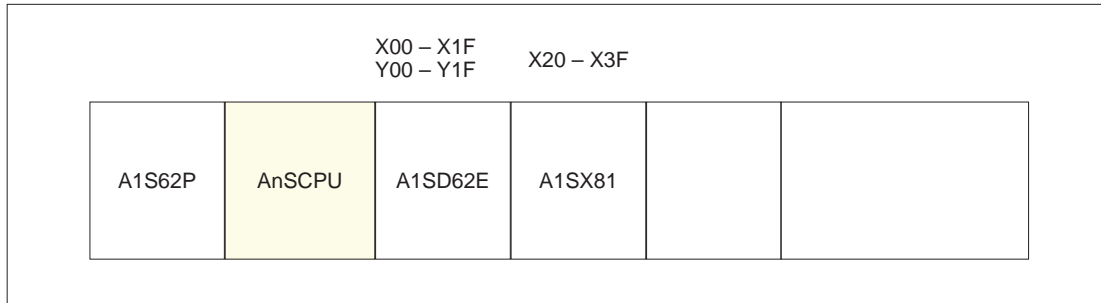 X00 – X1F
Y00 – Y1F
X20 – X3F
A1S62P
AnSCPU
A1SD62E
A1SX81